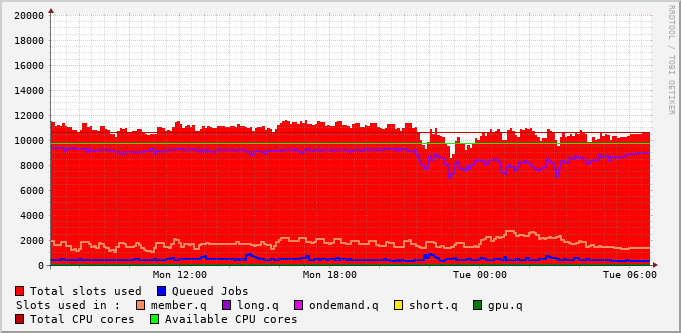 20000
18000
16000
14000
12000
10000
8000
6000
4000
2000
0
Mon 12:00 Mon 18:00 Tue 00:00 Tue 06:00
Total slots used Queued Jobs
Slots used in : member.q long.q ondemand.q short.q gpu.q
Total CPU cores Available CPU cores
RRDTOOL / TOBI OETIKER